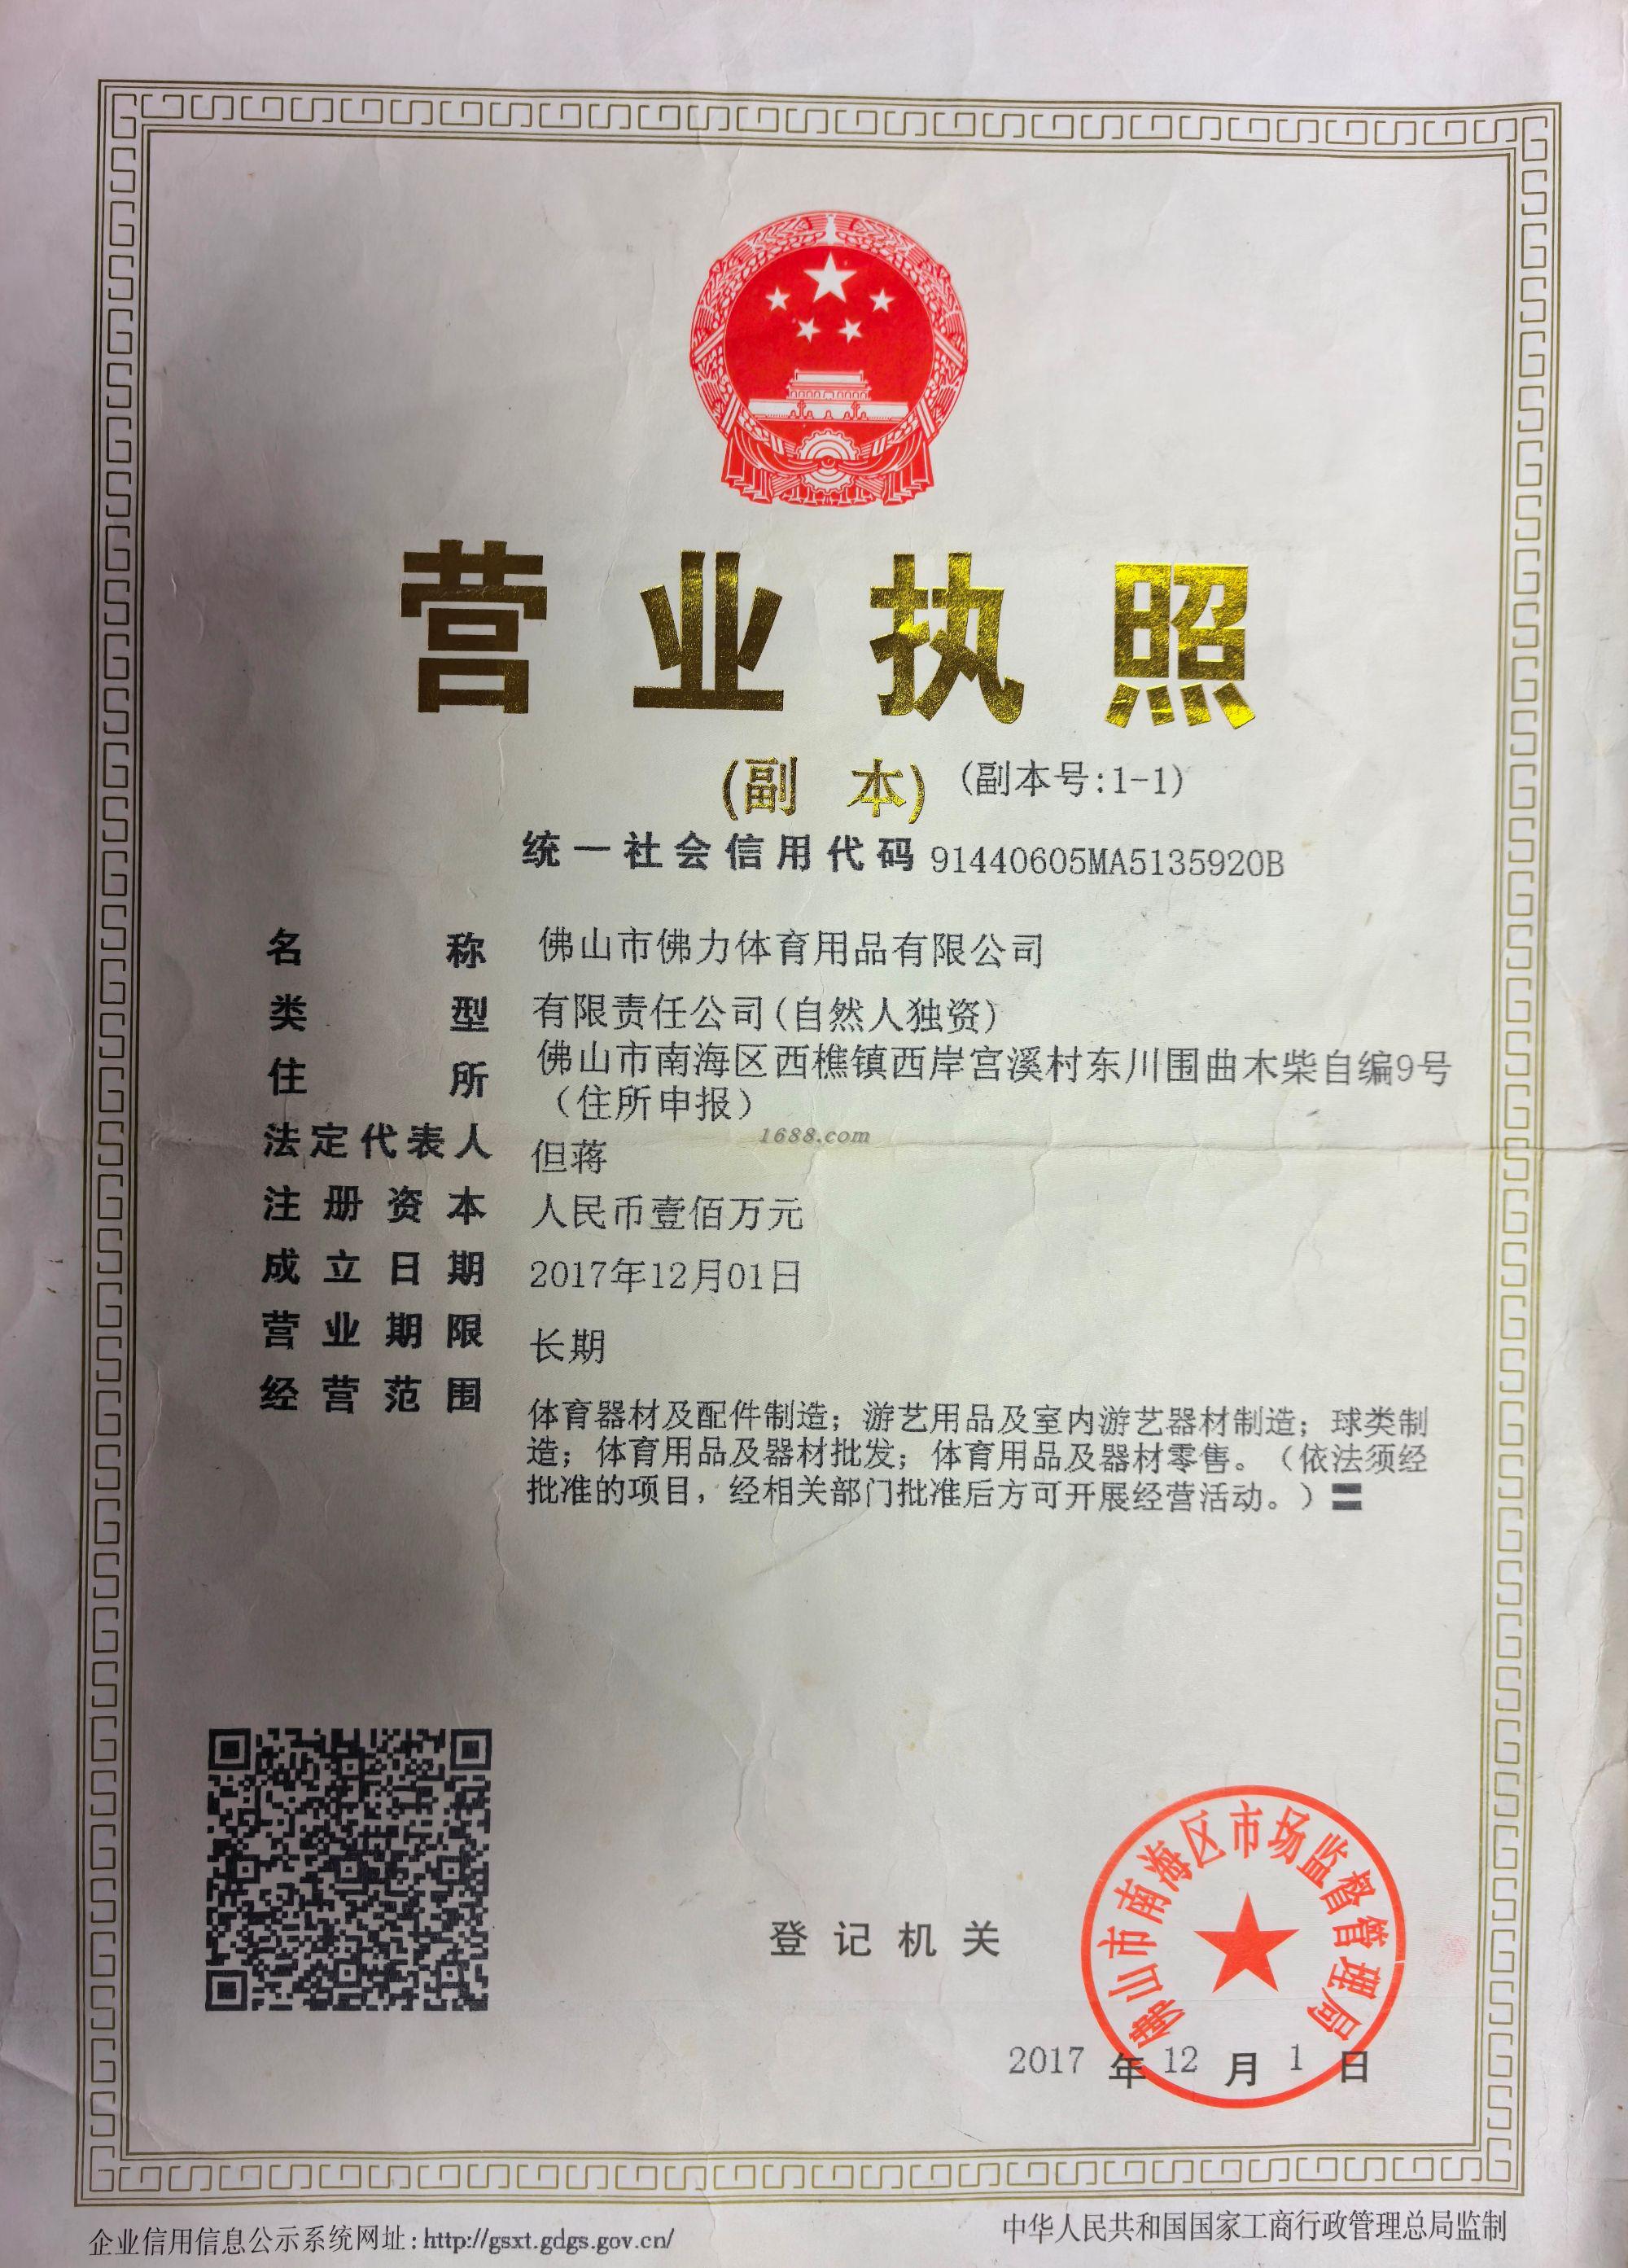 营业执照
(副 本) (副本号:1-1)
统一社会信用代码 91440605MA5135920B
名称 佛山市佛力体育用品有限公司
类型 有限责任公司(自然人独资)
住所 佛山市南海区西樵镇西岸宫溪村东川围曲木柴自编9号
（住所申报）
1688.com
法定代表人 但蒋
注册资本 人民币壹佰万元
成立日期 2017年12月01日
营业期限 长期
经营范围 体育器材及配件制造；游艺用品及室内游艺器材制造；球类制
造；体育用品及器材批发；体育用品及器材零售。（依法须经
批准的项目，经相关部门批准后方可开展经营活动。）〓
佛山市南海区市场监督管理局
登记机关
2017 年 12 月 1 日
企业信用信息公示系统网址：http://gsxt.gdgs.gov.cn/
中华人民共和国国家工商行政管理总局监制